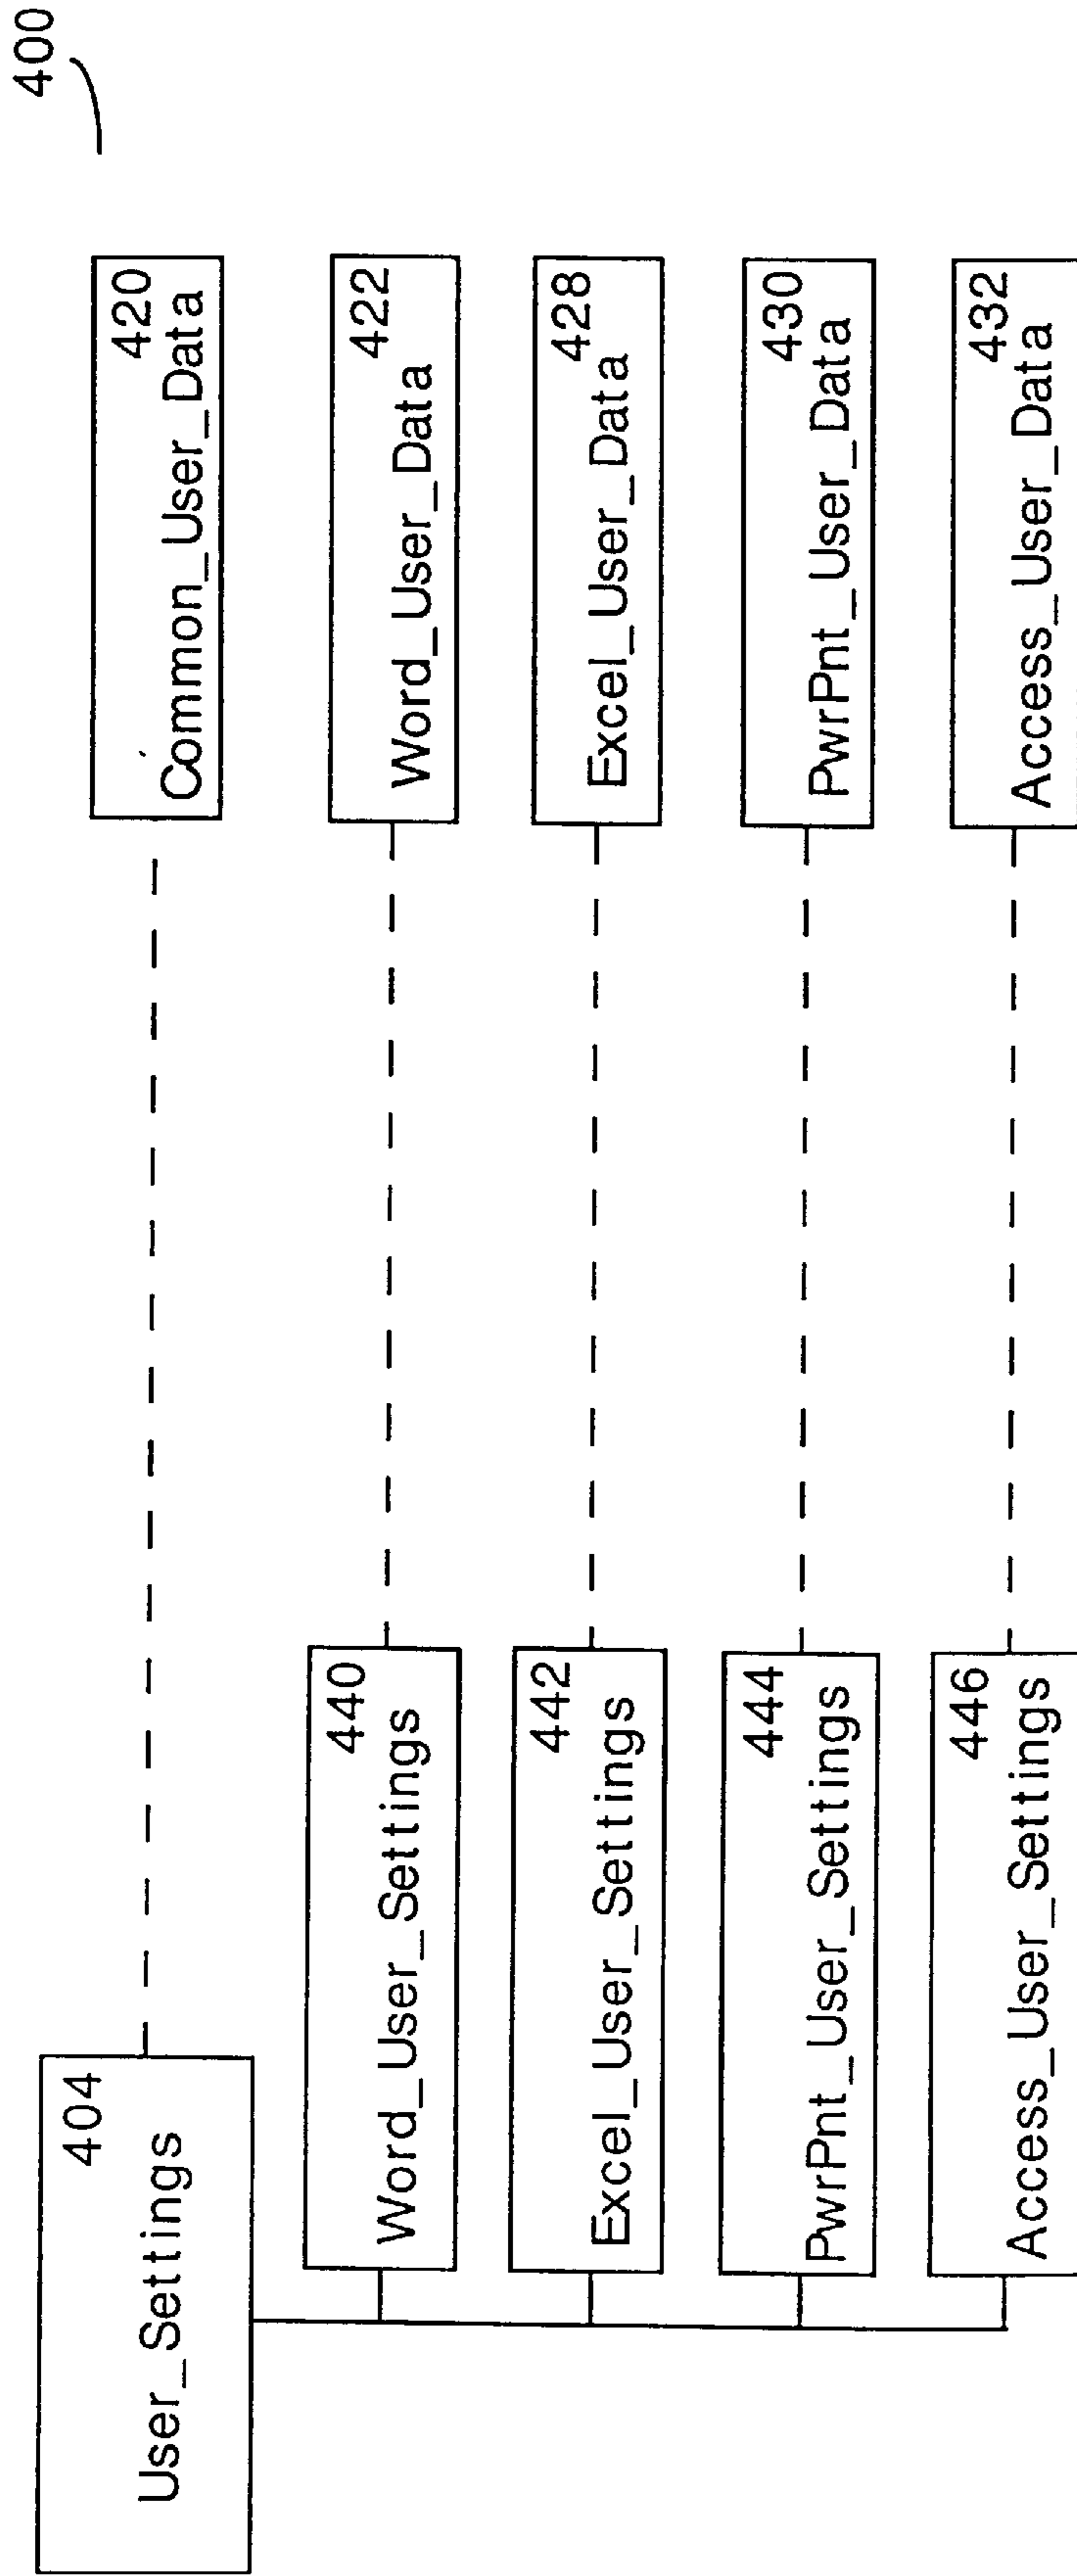 400
404
User_Settings
420
Common_User_Data
440
Word_User_Settings
422
Word_User_Data
442
Excel_User_Settings
428
Excel_User_Data
444
PwrPnt_User_Settings
430
PwrPnt_User_Data
446
Access_User_Settings
432
Access_User_Data